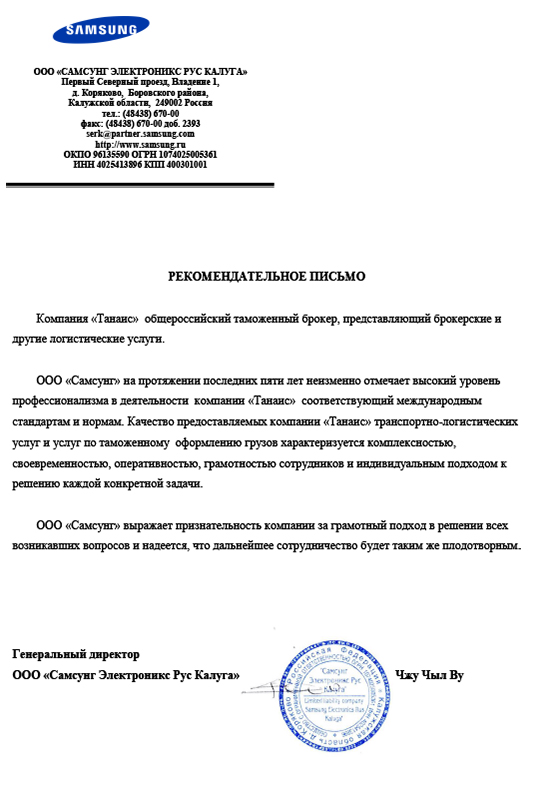 SAMSUNG
ООО «САМСУНГ ЭЛЕКТРОНИКС РУС КАЛУГА»
Первый Северный проезд, Владение 1,
д. Коряково, Боровского района,
Калужской области, 249002 Россия
тел.: (48438) 670-00
факс: (48438) 670-00 доб. 2393
serk@partner.samsung.com
http://www.samsung.ru
ОКПО 96135590 ОГРН 1074025005361
ИНН 4025413896 КПП 400301001
РЕКОМЕНДАТЕЛЬНОЕ ПИСЬМО
Компания «Танаис» общероссийский таможенный брокер, представляющий брокерские и
другие логистические услуги.
ООО «Самсунг» на протяжении последних пяти лет неизменно отмечает высокий уровень
профессионализма в деятельности компании «Танаис» соответствующий международным
стандартам и нормам. Качество предоставляемых компании «Танаис» транспортно-логистических
услуг и услуг по таможенному оформлению грузов характеризуется комплексностью,
своевременностью, оперативностью, грамотностью сотрудников и индивидуальным подходом к
решению каждой конкретной задачи.
ООО «Самсунг» выражает признательность компании за грамотный подход в решении всех
возникавших вопросов и надеется, что дальнейшее сотрудничество будет таким же плодотворным.
Генеральный директор
ООО «Самсунг Электроникс Рус Калуга»
Чжу Чыл Ву
Российская Федерация * Калужская область д. Коряково
"Самсунг
Электроникс Рус
Калуга"
Limited liability company
Samsung Electronics Rus
Kaluga"